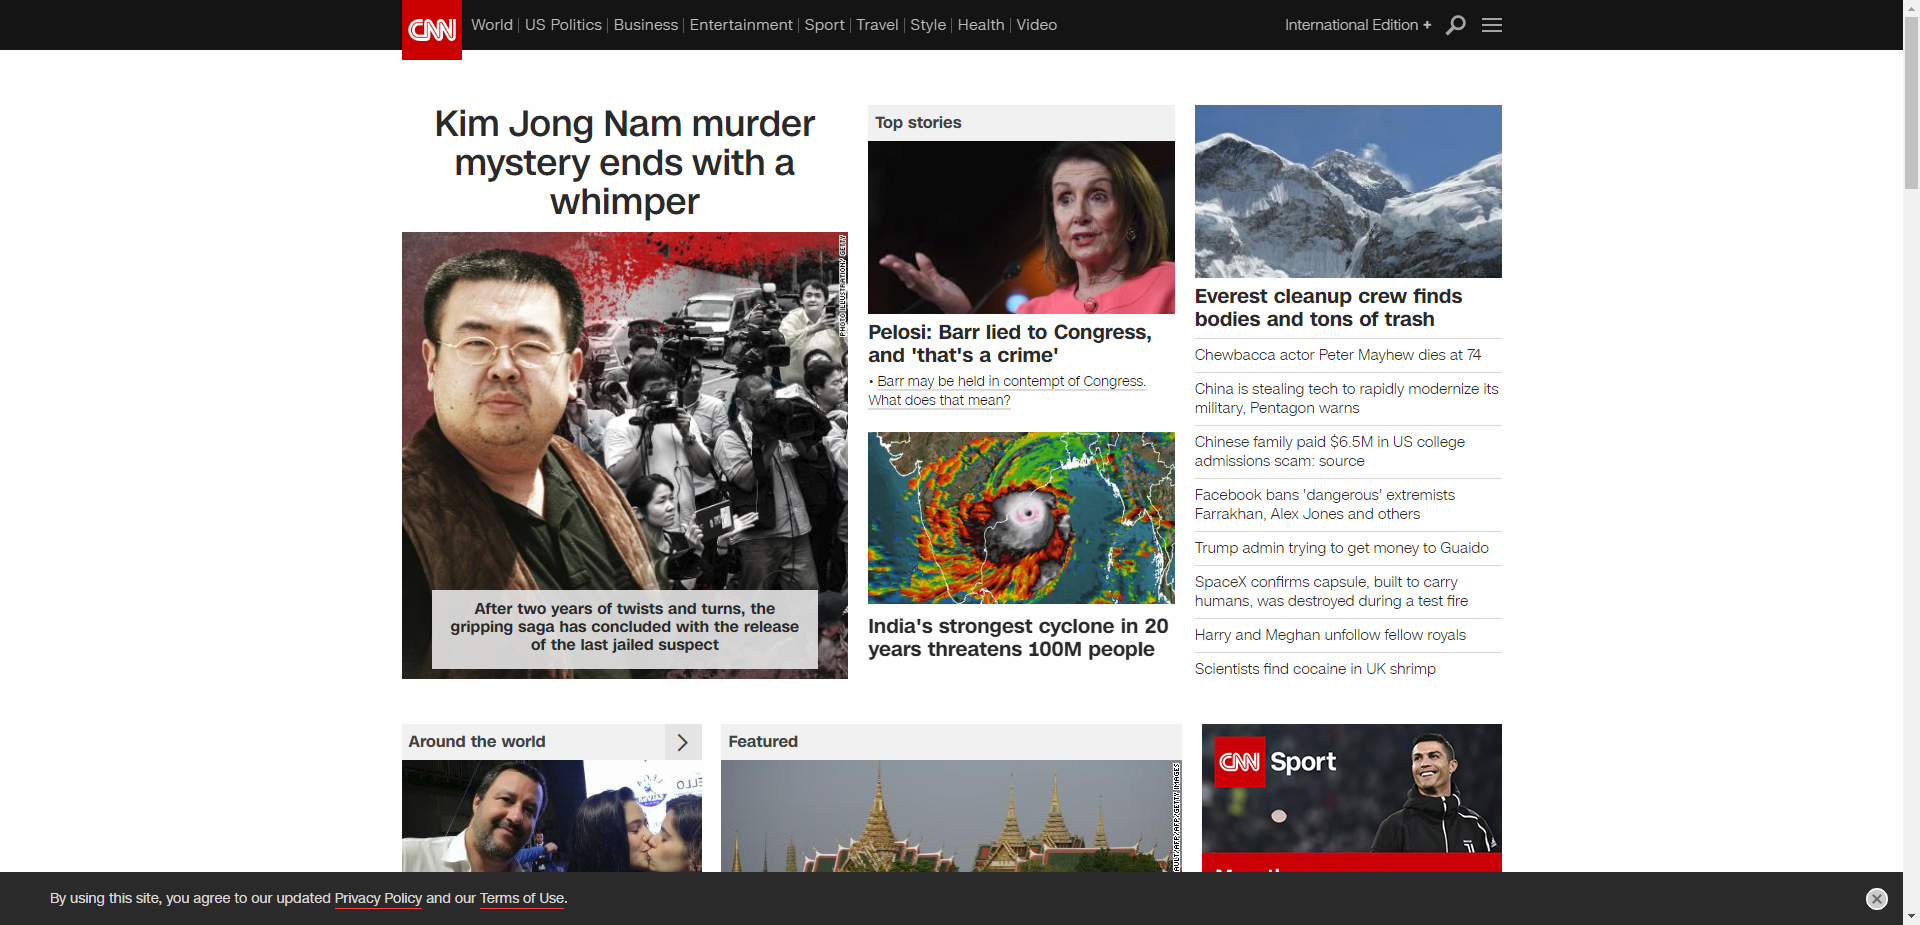 CNN
World
US Politics
Business
Entertainment
Sport
Travel
Style
Health
Video
International Edition +
Kim Jong Nam murder
mystery ends with a
whimper
PHOTO ILLUSTRATION/ GETTY
After two years of twists and turns, the
gripping saga has concluded with the release
of the last jailed suspect
Top stories
Pelosi: Barr lied to Congress,
and 'that's a crime'
• Barr may be held in contempt of Congress.
What does that mean?
India's strongest cyclone in 20
years threatens 100M people
Everest cleanup crew finds
bodies and tons of trash
Chewbacca actor Peter Mayhew dies at 74
China is stealing tech to rapidly modernize its
military, Pentagon warns
Chinese family paid $6.5M in US college
admissions scam: source
Facebook bans 'dangerous' extremists
Farrakhan, Alex Jones and others
Trump admin trying to get money to Guaido
SpaceX confirms capsule, built to carry
humans, was destroyed during a test fire
Harry and Meghan unfollow fellow royals
Scientists find cocaine in UK shrimp
Around the world
Featured
AP/AFP/GETTY IMAGES
CNN Sport
By using this site, you agree to our updated Privacy Policy and our Terms of Use.